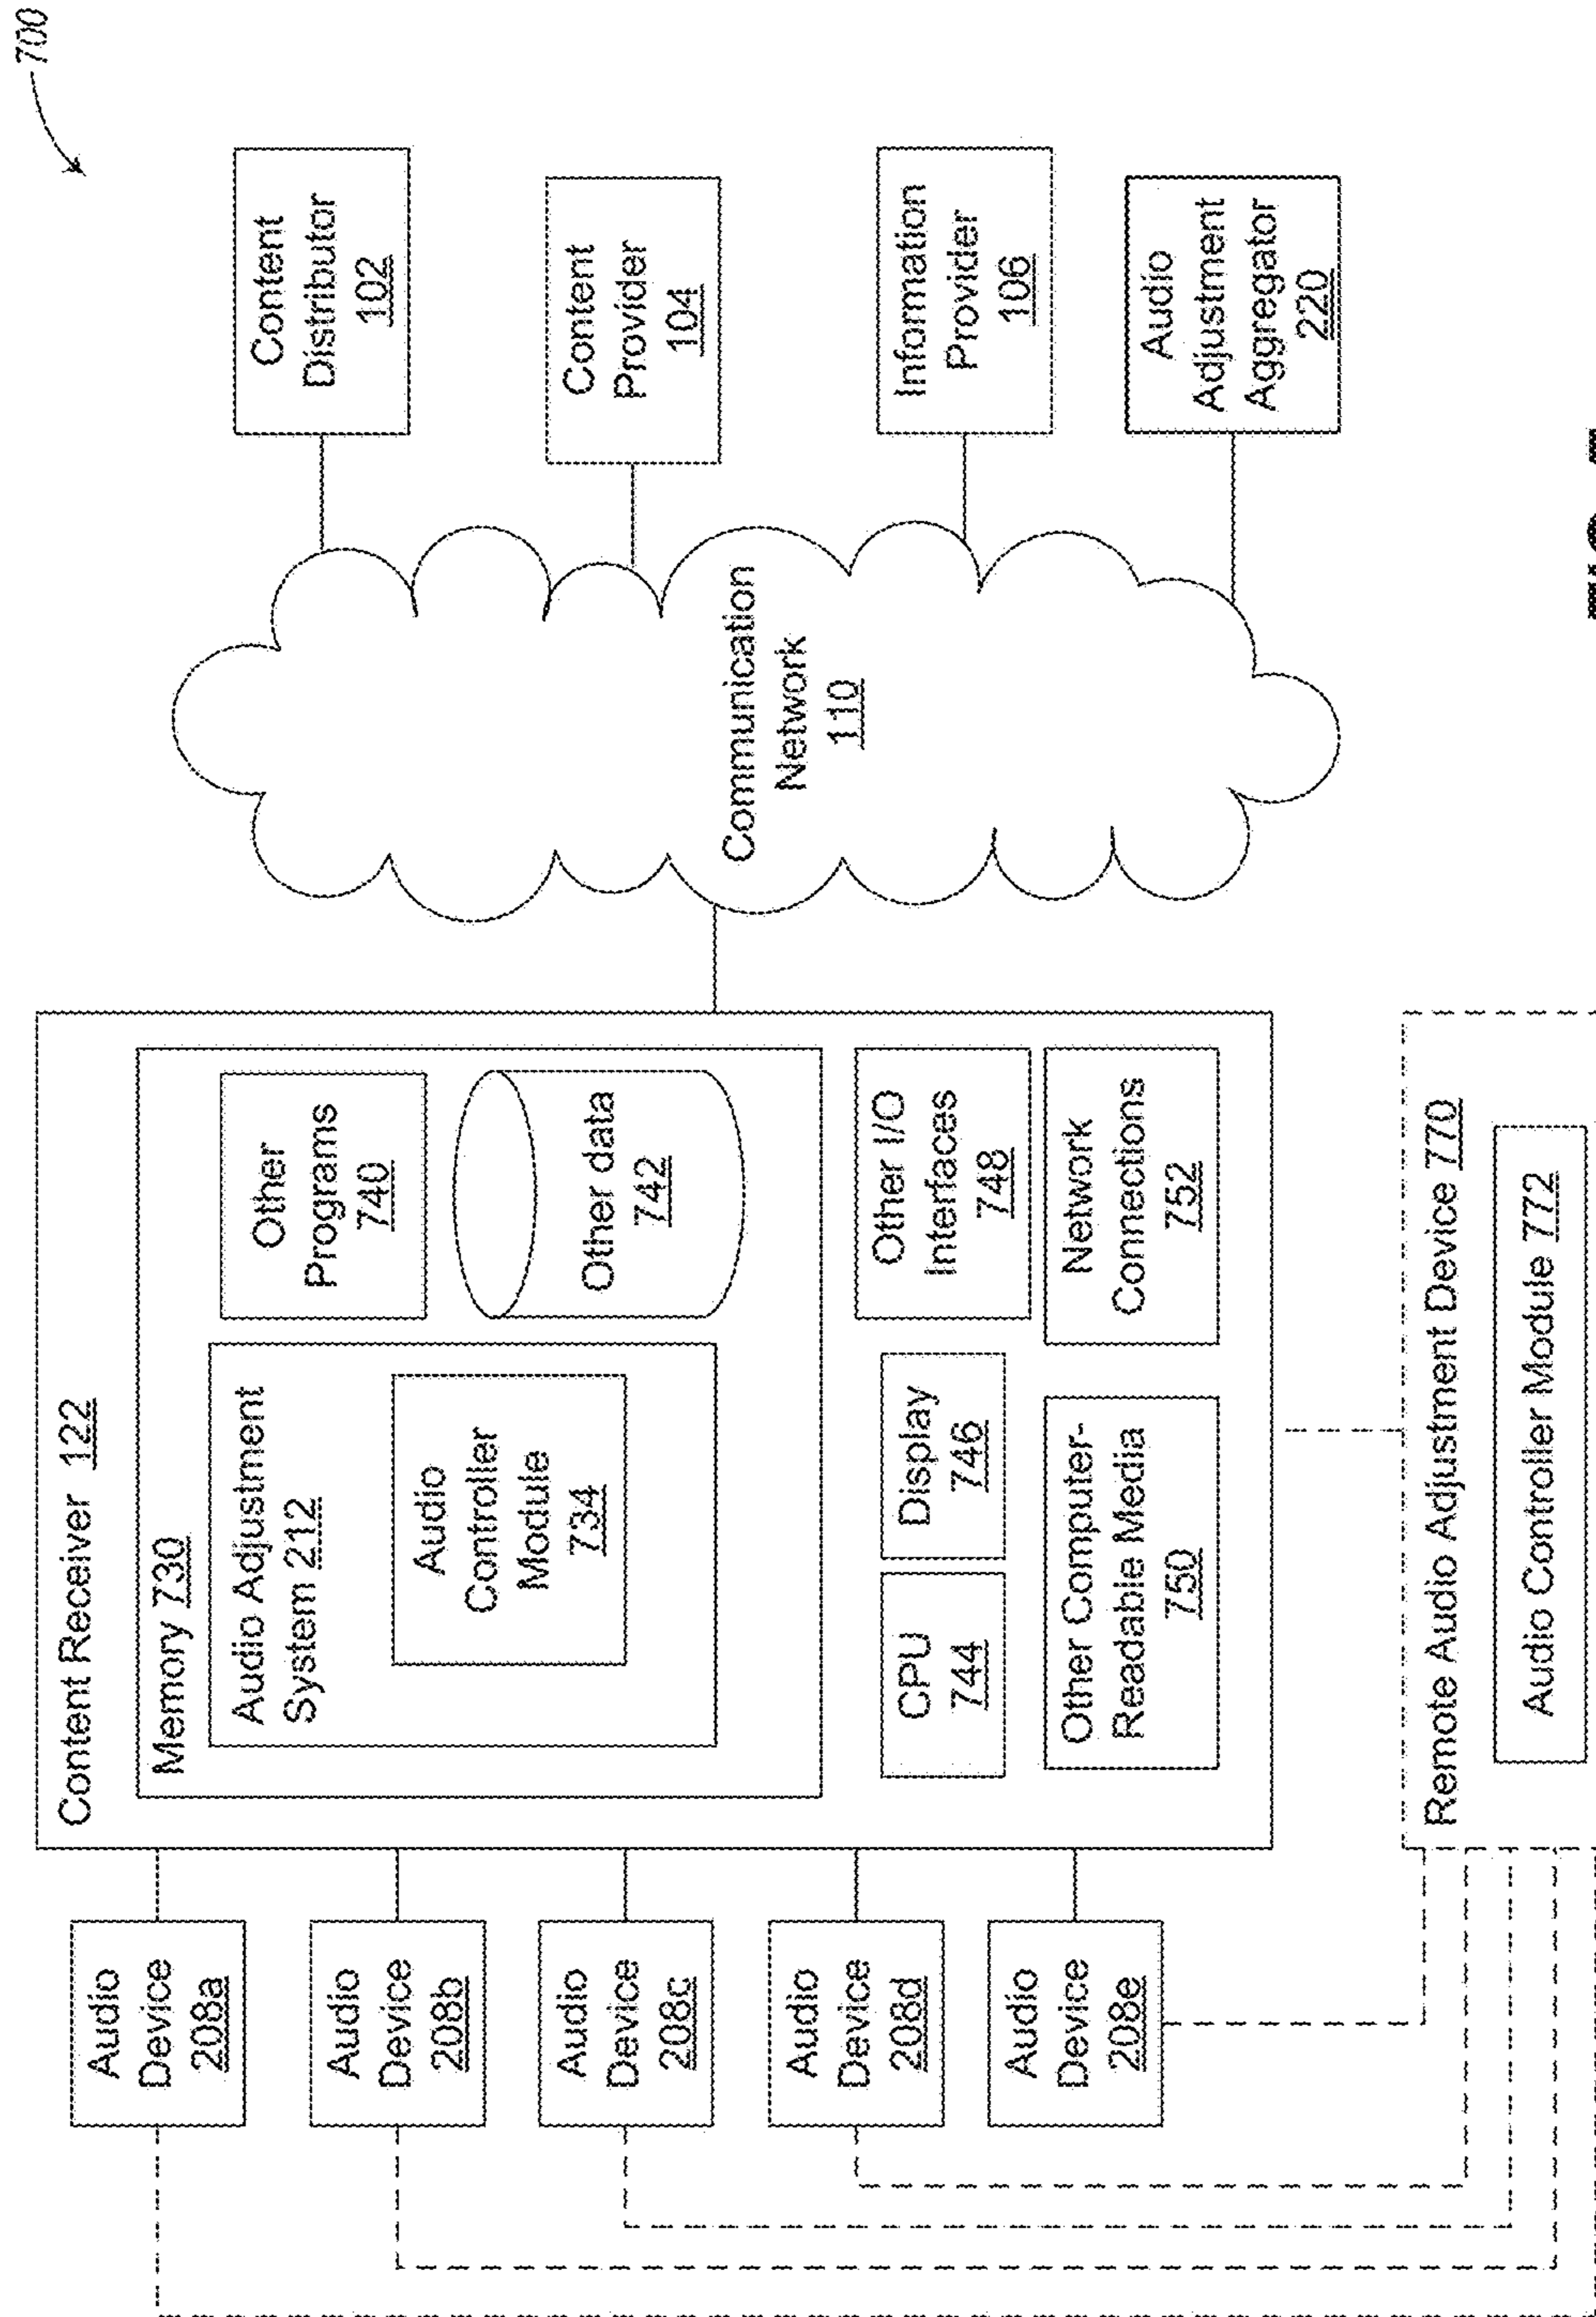 700
Content
Distributor
102
Content
Provider
104
Information
Provider
106
Audio
Adjustment
Aggregator
220
Communication
Network
110
Content Receiver 122
Memory 730
Audio Adjustment
System 212
Audio
Controller
Module
734
Other
Programs
740
Other data
742
CPU
744
Display
746
Other I/O
Interfaces
748
Other Computer-
Readable Media
750
Network
Connections
752
Audio
Device
208a
Audio
Device
208b
Audio
Device
208c
Audio
Device
208d
Audio
Device
208e
Remote Audio Adjustment Device 770
Audio Controller Module 772